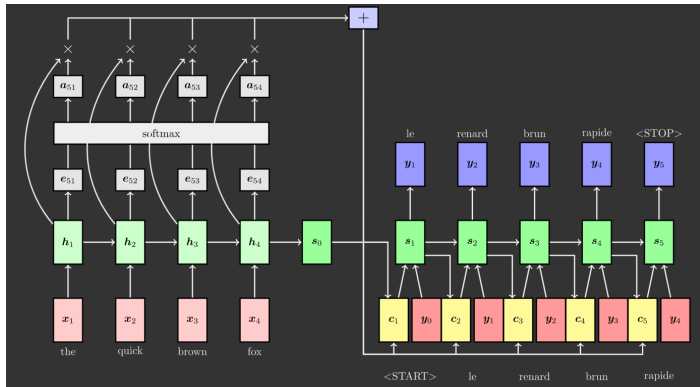 +
× × × ×
a51 a52 a53 a54
softmax
le renard brun rapide <STOP>
y1 y2 y3 y4 y5
e51 e52 e53 e54
h1 h2 h3 h4 s0 s1 s2 s3 s4 s5
x1 x2 x3 x4 c1 y0 c2 y1 c3 y2 c4 y3 c5 y4
the quick brown fox
<START> le renard brun rapide